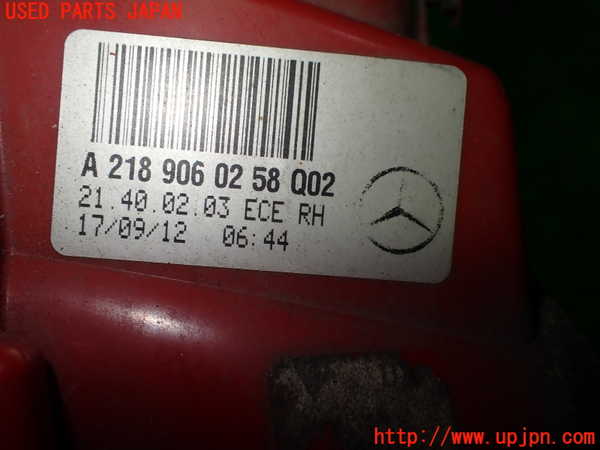 USED PARTS JAPAN
A 218 906 02 58 Q02
21.40.02.03 ECE RH
17/09/12 06:44
http://www.upjpn.com/